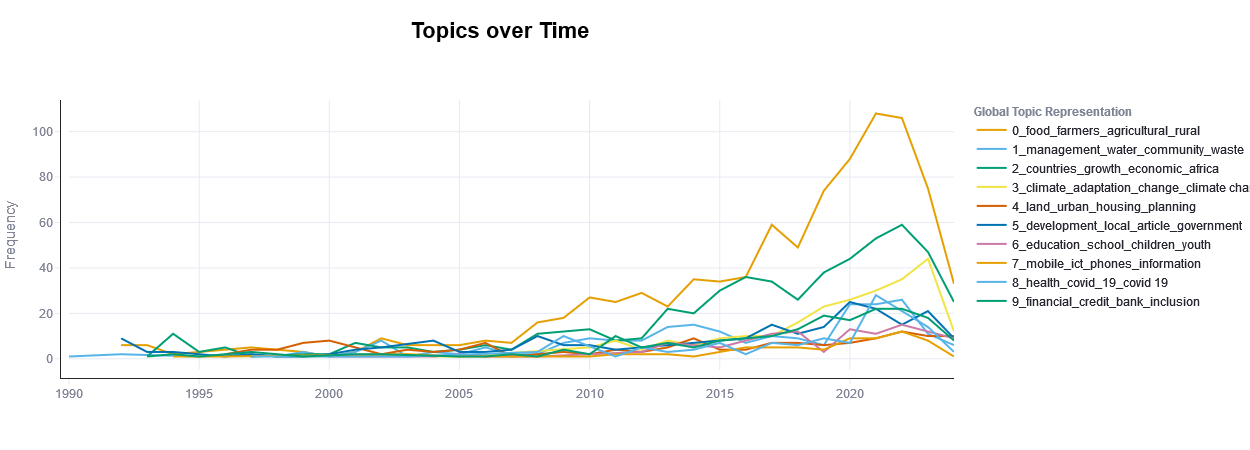 Topics over Time
Global Topic Representation
0_food_farmers_agricultural_rural
1_management_water_community_waste
2_countries_growth_economic_africa
3_climate_adaptation_change_climate cha
4_land_urban_housing_planning
5_development_local_article_government
6_education_school_children_youth
7_mobile_ict_phones_information
8_health_covid_19_covid 19
9_financial_credit_bank_inclusion
Frequency
100
80
60
40
20
0
1990 1995 2000 2005 2010 2015 2020